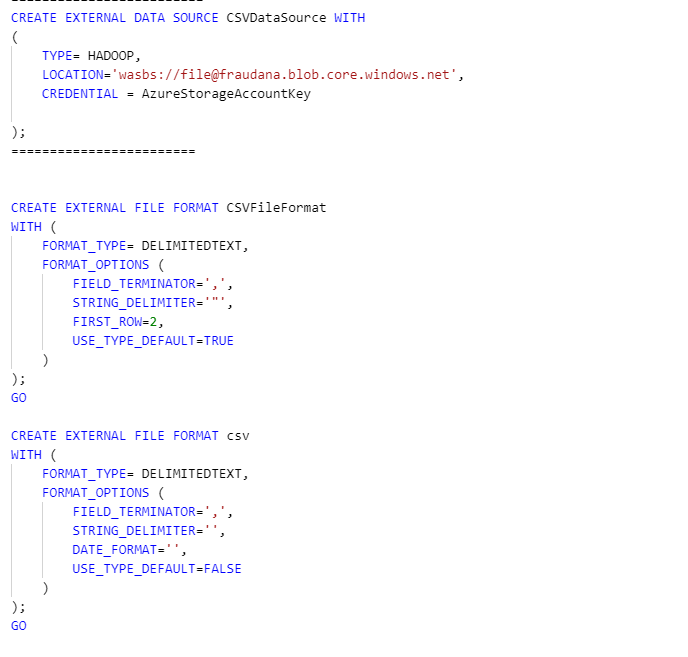 =========================
CREATE EXTERNAL DATA SOURCE CSVDataSource WITH
(
    TYPE= HADOOP,
    LOCATION='wasbs://file@fraudana.blob.core.windows.net',
    CREDENTIAL = AzureStorageAccountKey
);
========================
CREATE EXTERNAL FILE FORMAT CSVFileFormat
WITH (
    FORMAT_TYPE= DELIMITEDTEXT,
    FORMAT_OPTIONS (
        FIELD_TERMINATOR=',',
        STRING_DELIMITER='"',
        FIRST_ROW=2,
        USE_TYPE_DEFAULT=TRUE
    )
);
GO
CREATE EXTERNAL FILE FORMAT csv
WITH (
    FORMAT_TYPE= DELIMITEDTEXT,
    FORMAT_OPTIONS (
        FIELD_TERMINATOR=',',
        STRING_DELIMITER='',
        DATE_FORMAT='',
        USE_TYPE_DEFAULT=FALSE
    )
);
GO